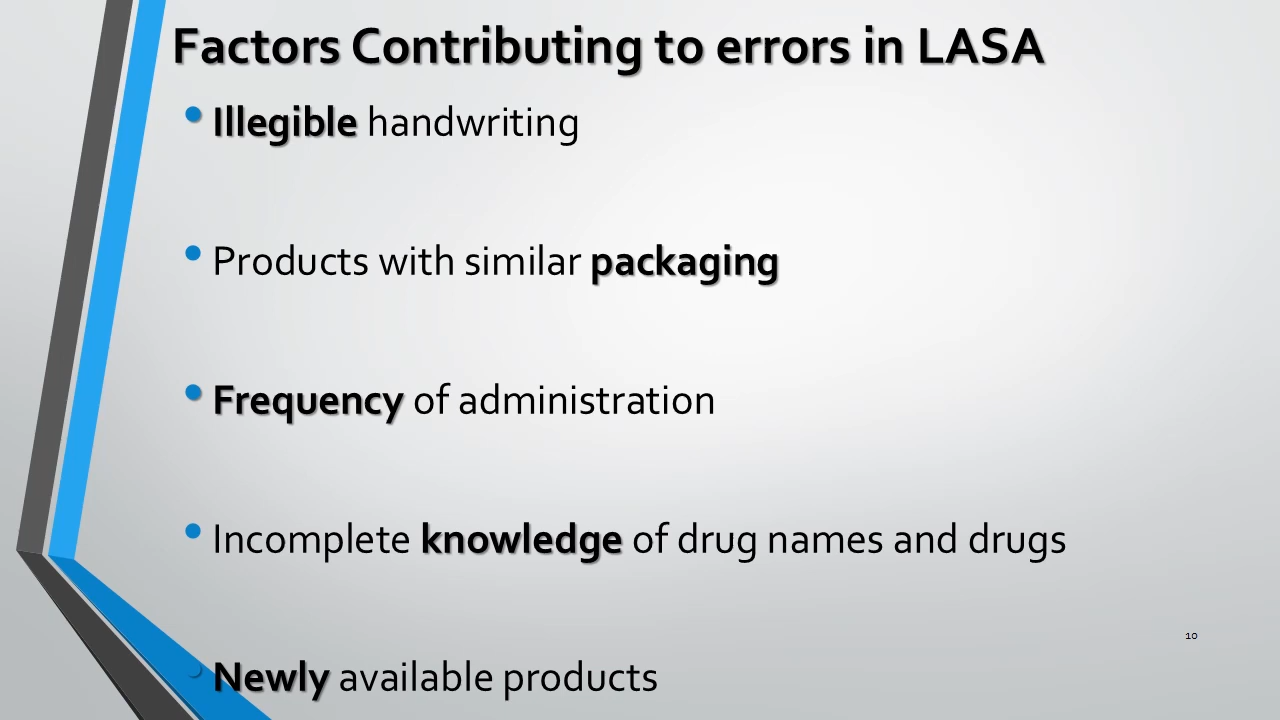 Factors Contributing to errors in LASA
• Illegible handwriting
• Products with similar packaging
• Frequency of administration
• Incomplete knowledge of drug names and drugs
10
• Newly available products